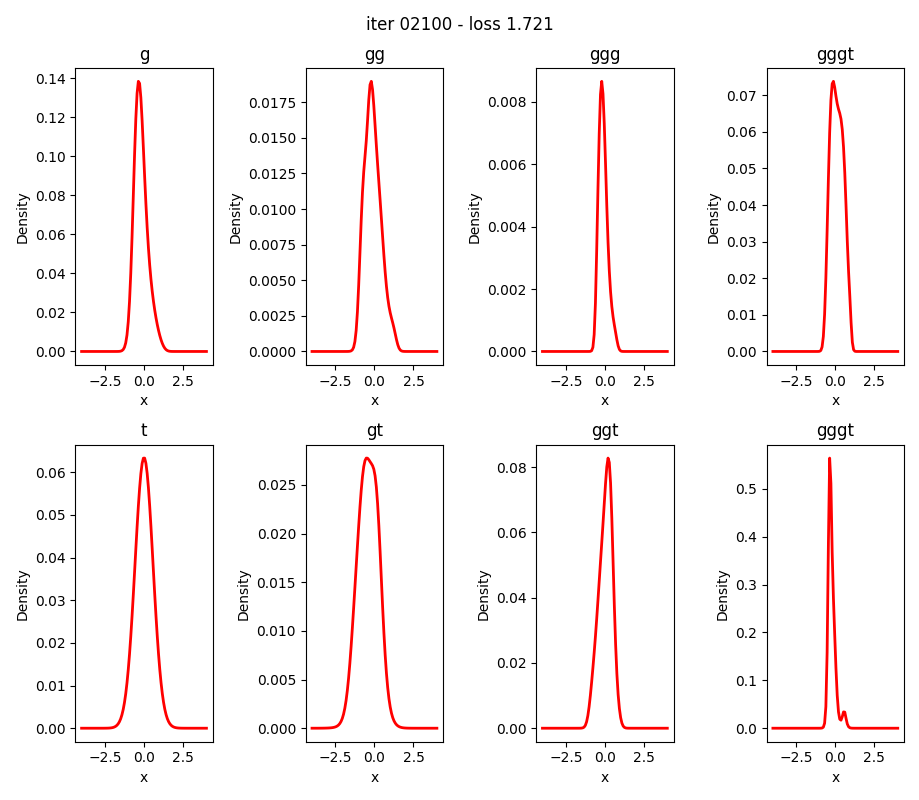 iter 02100 - loss 1.721
g
gg
ggg
gggt
0.14
0.12
0.10
0.08
0.06
0.04
0.02
0.00
Density
−2.5 0.0 2.5
x
0.0175
0.0150
0.0125
0.0100
0.0075
0.0050
0.0025
0.0000
Density
−2.5 0.0 2.5
x
0.008
0.006
0.004
0.002
0.000
Density
−2.5 0.0 2.5
x
0.07
0.06
0.05
0.04
0.03
0.02
0.01
0.00
Density
−2.5 0.0 2.5
x
t
gt
ggt
gggt
0.06
0.05
0.04
0.03
0.02
0.01
0.00
Density
−2.5 0.0 2.5
x
0.025
0.020
0.015
0.010
0.005
0.000
Density
−2.5 0.0 2.5
x
0.08
0.06
0.04
0.02
0.00
Density
−2.5 0.0 2.5
x
0.5
0.4
0.3
0.2
0.1
0.0
Density
−2.5 0.0 2.5
x